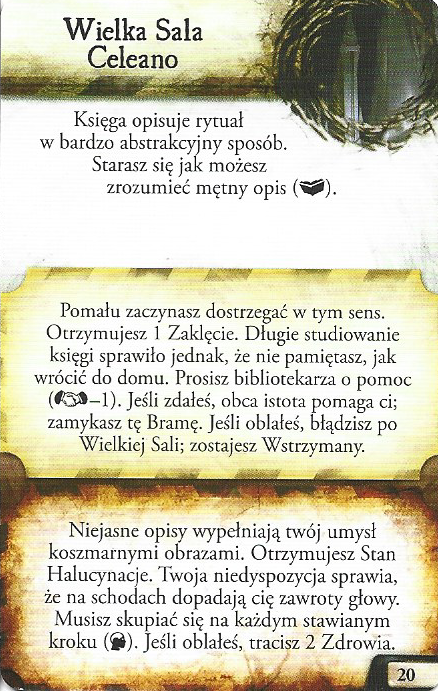 Wielka Sala
Celeano
Księga opisuje rytuał
w bardzo abstrakcyjny sposób.
Starasz się jak możesz
zrozumieć mętny opis ( ).
Pomału zaczynasz dostrzegać w tym sens.
Otrzymujesz 1 Zaklęcie. Długie studiowanie
księgi sprawiło jednak, że nie pamiętasz, jak
wrócić do domu. Prosisz bibliotekarza o pomoc
( –1). Jeśli zdałeś, obca istota pomaga ci;
zamykasz tę Bramę. Jeśli oblałeś, błądzisz po
Wielkiej Sali; zostajesz Wstrzymany.
Niejasne opisy wypełniają twój umysł
koszmarnymi obrazami. Otrzymujesz Stan
Halucynacje. Twoja niedyspozycja sprawia,
że na schodach dopadają cię zawroty głowy.
Musisz skupiać się na każdym stawianym
kroku ( ). Jeśli oblałeś, tracisz 2 Zdrowia.
20